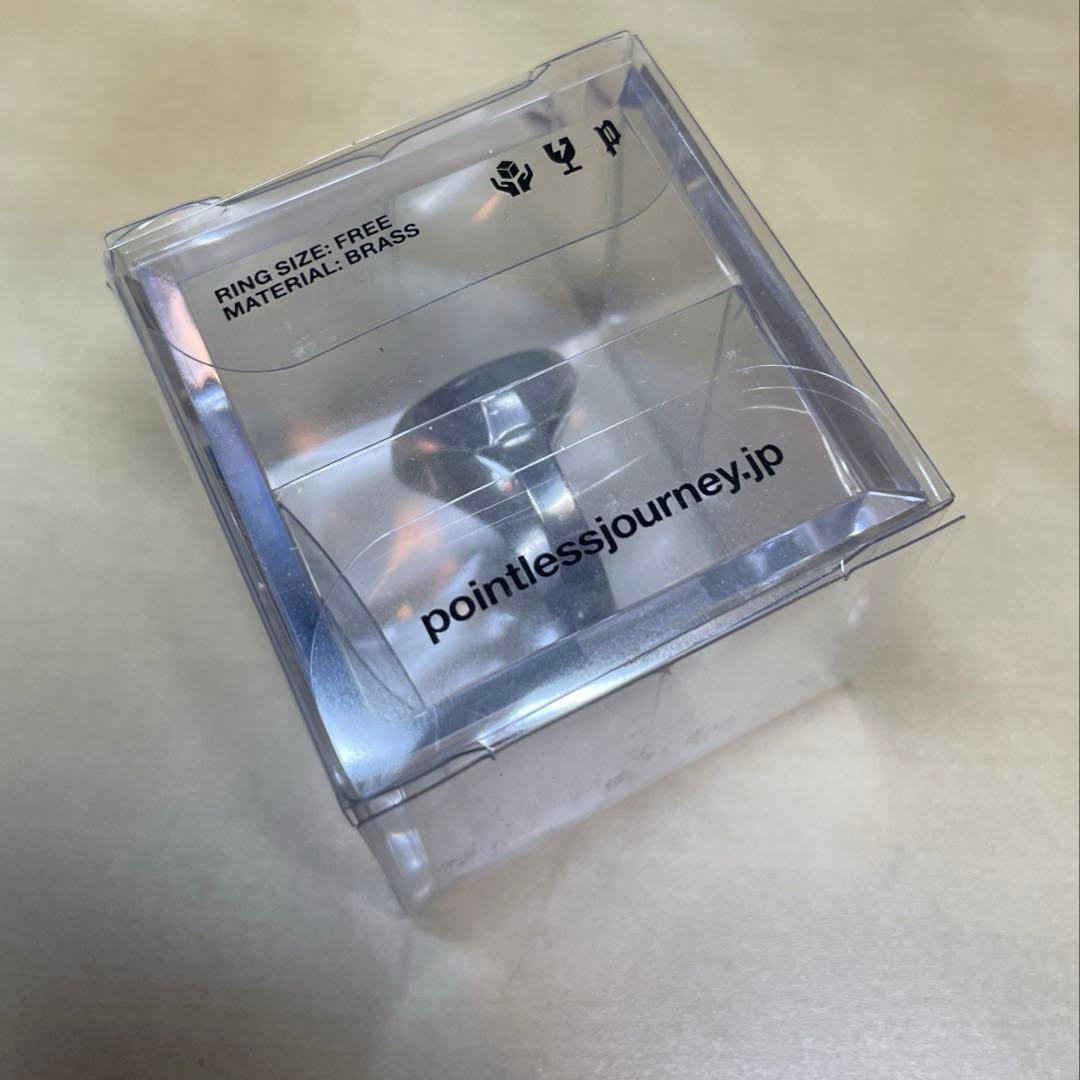 p
RING SIZE: FREE
MATERIAL: BRASS
pointlessjourney.jp